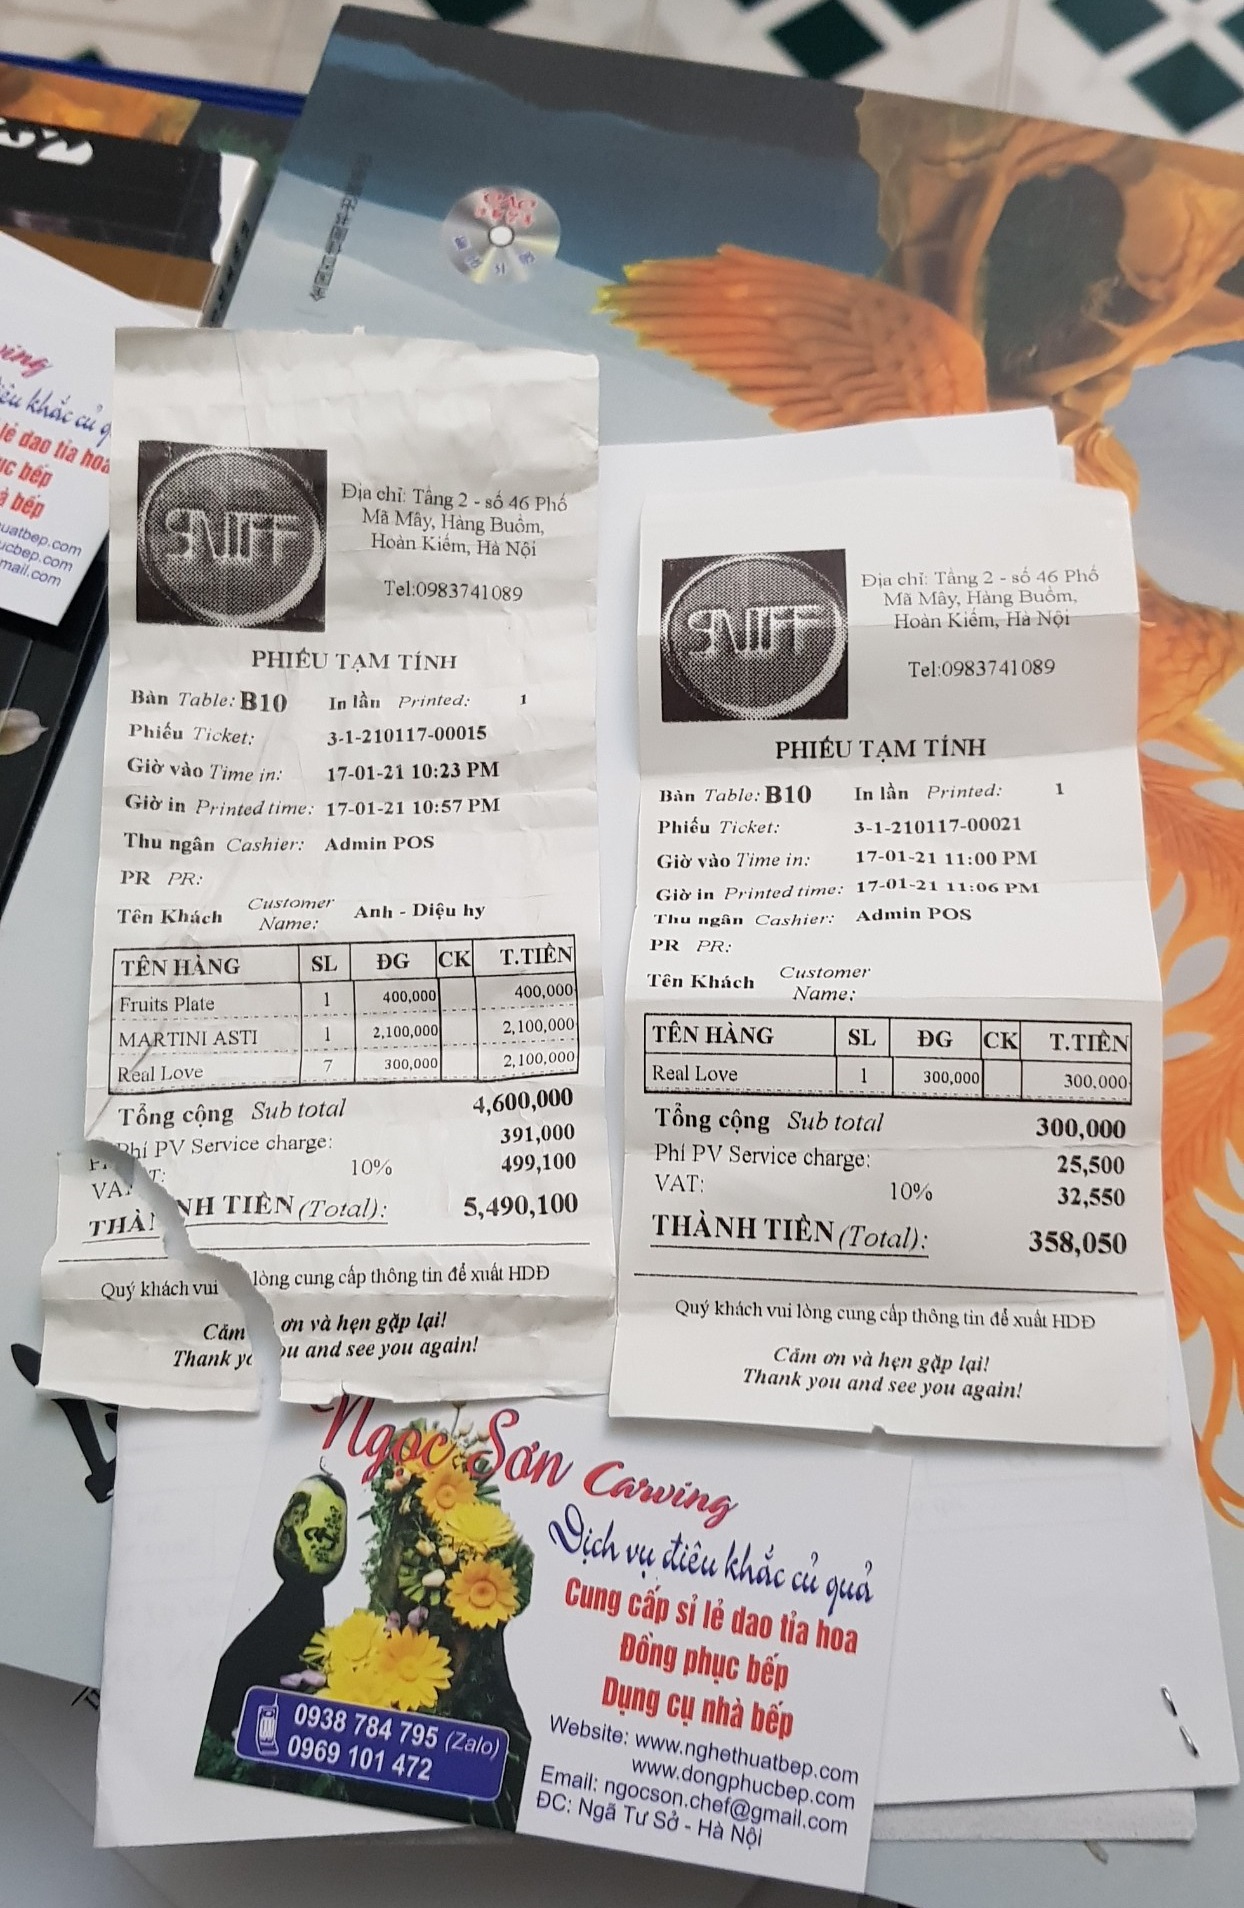 SNIFF
Địa chỉ: Tầng 2 - số 46 Phố
Mã Mây, Hàng Buồm,
Hoàn Kiếm, Hà Nội
Tel:0983741089
PHIẾU TẠM TÍNH
Bàn Table: B10 In lần Printed: 1
Phiếu Ticket: 3-1-210117-00015
Giờ vào Time in: 17-01-21 10:23 PM
Giờ in Printed time: 17-01-21 10:57 PM
Thu ngân Cashier: Admin POS
PR PR:
Tên Khách Customer Name: Anh - Diệu hy
TÊN HÀNG SL ĐG CK T.TIỀN
Fruits Plate 1 400,000 400,000
MARTINI ASTI 1 2,100,000 2,100,000
Real Love 7 300,000 2,100,000
Tổng cộng Sub total 4,600,000
Phí PV Service charge: 391,000
VAT: 10% 499,100
THÀNH TIỀN (Total): 5,490,100
Quý khách vui lòng cung cấp thông tin để xuất HDĐ
Cảm ơn và hẹn gặp lại!
Thank you and see you again!
SNIFF
Địa chỉ: Tầng 2 - số 46 Phố
Mã Mây, Hàng Buồm,
Hoàn Kiếm, Hà Nội
Tel:0983741089
PHIẾU TẠM TÍNH
Bàn Table: B10 In lần Printed: 1
Phiếu Ticket: 3-1-210117-00021
Giờ vào Time in: 17-01-21 11:00 PM
Giờ in Printed time: 17-01-21 11:06 PM
Thu ngân Cashier: Admin POS
PR PR:
Tên Khách Customer Name:
TÊN HÀNG SL ĐG CK T.TIỀN
Real Love 1 300,000 300,000
Tổng cộng Sub total 300,000
Phí PV Service charge: 25,500
VAT: 10% 32,550
THÀNH TIỀN (Total): 358,050
Quý khách vui lòng cung cấp thông tin để xuất HDĐ
Cảm ơn và hẹn gặp lại!
Thank you and see you again!
Ngọc Sơn Carving
Dịch vụ điêu khắc củ quả
Cung cấp sỉ lẻ dao tỉa hoa
Đồng phục bếp
Dụng cụ nhà bếp
0938 784 795 (Zalo)
0969 101 472
Website: www.nghethuatbep.com
www.dongphucbep.com
Email: ngocson.chef@gmail.com
ĐC: Ngã Tư Sở - Hà Nội
khắc củ
lẻ dao tỉa hoa
bếp
bếp